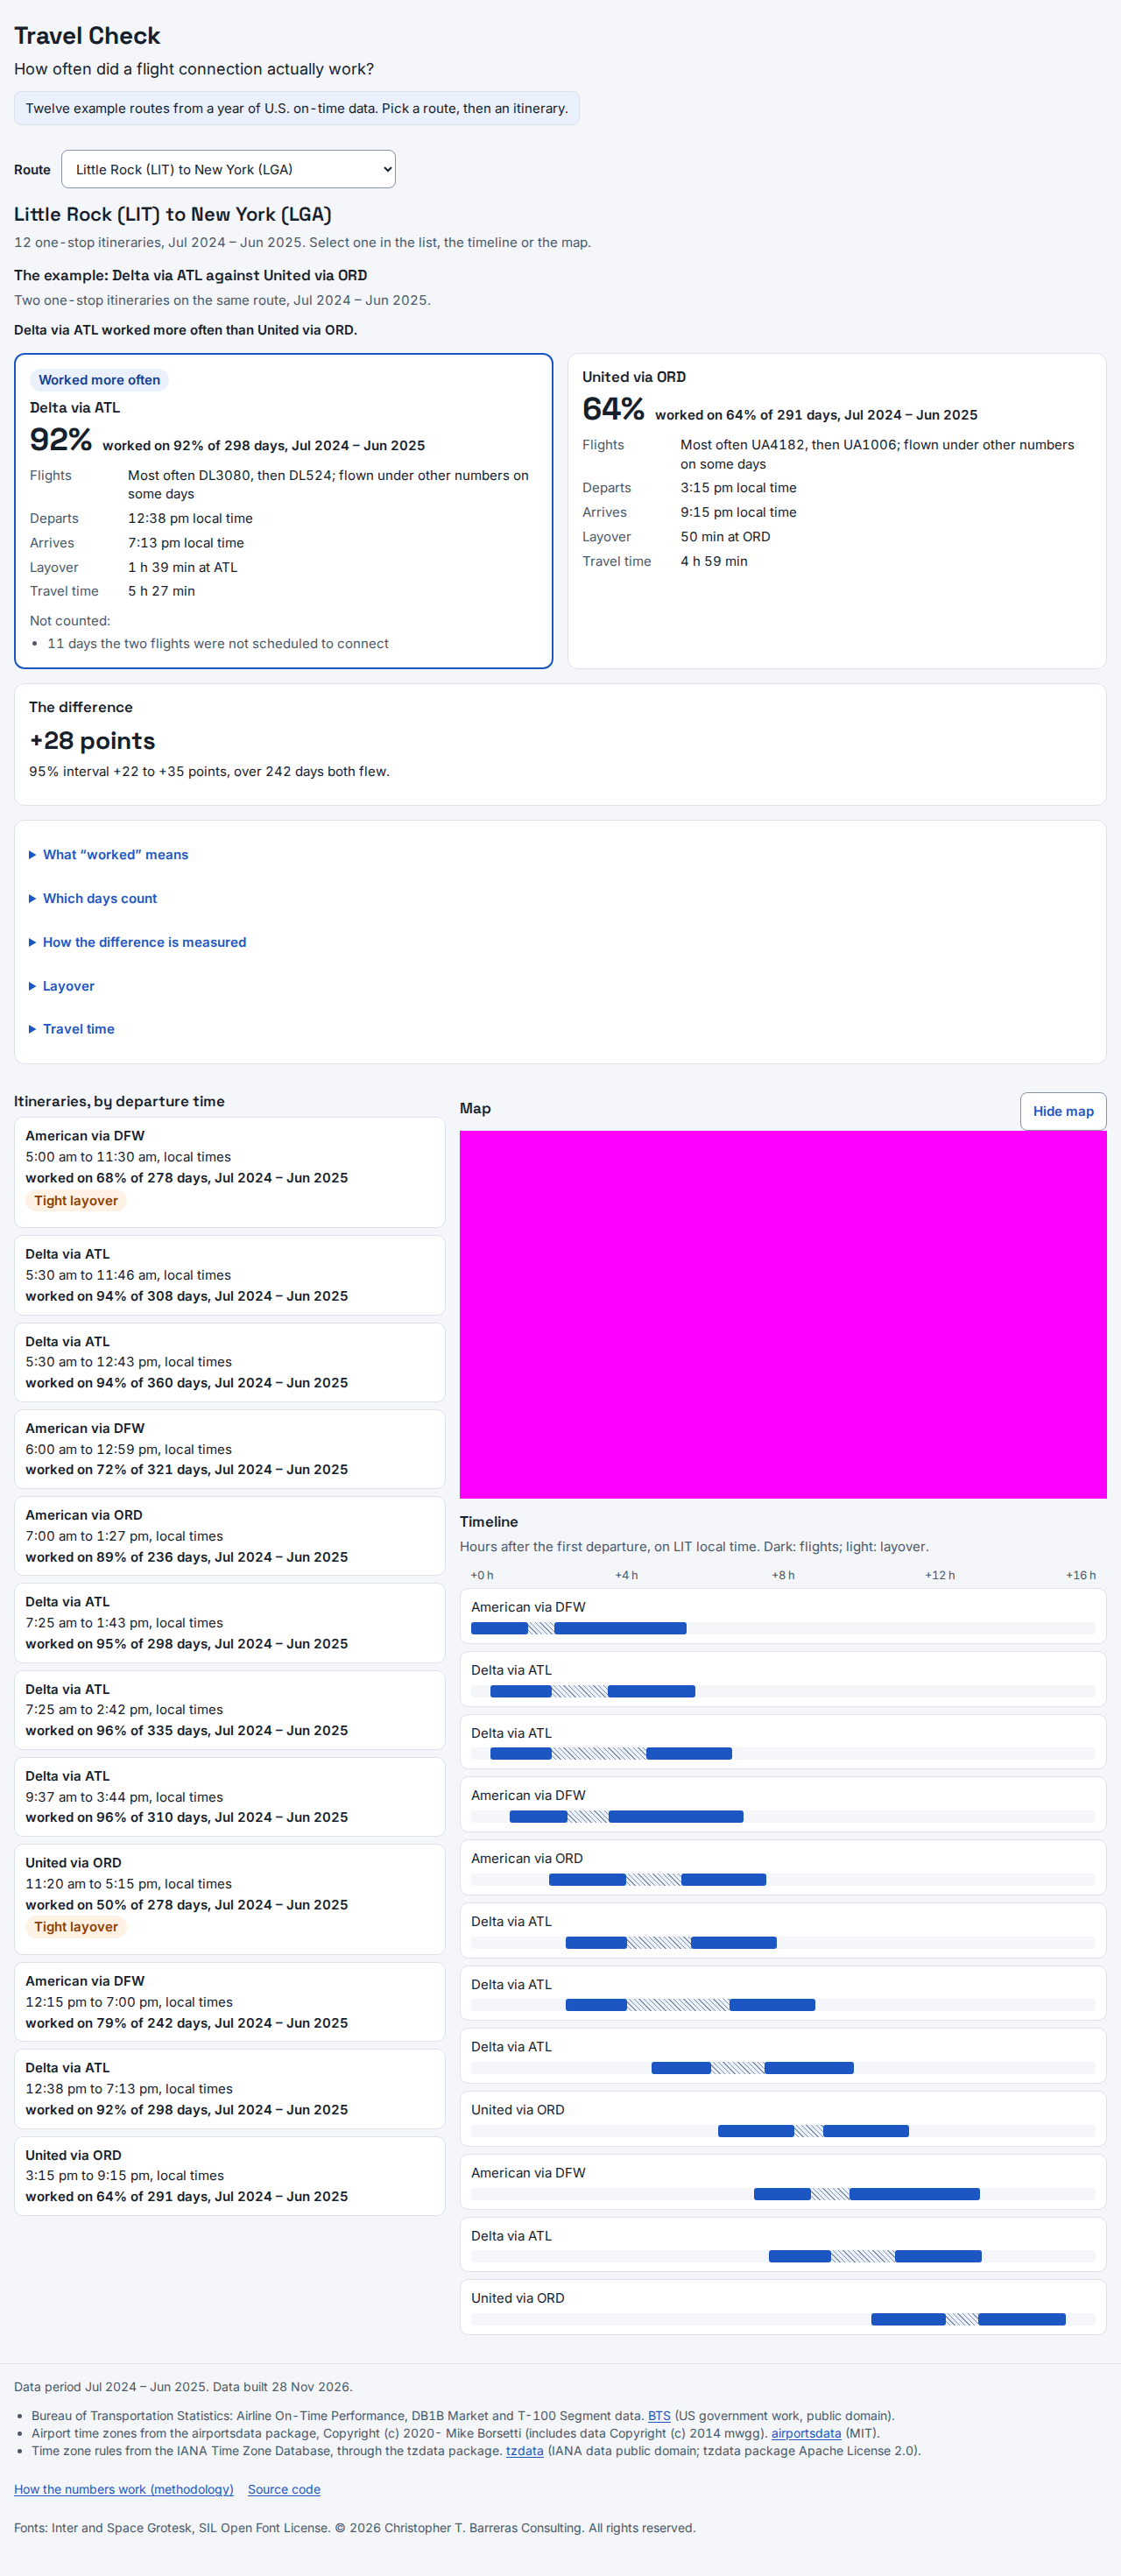 Travel Check
How often did a flight connection actually work?
Twelve example routes from a year of U.S. on-time data. Pick a route, then an itinerary.
Route
Little Rock (LIT) to New York (LGA)
Little Rock (LIT) to New York (LGA)
12 one-stop itineraries, Jul 2024 – Jun 2025. Select one in the list, the timeline or the map.
The example: Delta via ATL against United via ORD
Two one-stop itineraries on the same route, Jul 2024 – Jun 2025.
Delta via ATL worked more often than United via ORD.
Worked more often
Delta via ATL
92% worked on 92% of 298 days, Jul 2024 – Jun 2025
Flights Most often DL3080, then DL524; flown under other numbers on
some days
Departs 12:38 pm local time
Arrives 7:13 pm local time
Layover 1 h 39 min at ATL
Travel time 5 h 27 min
Not counted:
• 11 days the two flights were not scheduled to connect
United via ORD
64% worked on 64% of 291 days, Jul 2024 – Jun 2025
Flights Most often UA4182, then UA1006; flown under other numbers
on some days
Departs 3:15 pm local time
Arrives 9:15 pm local time
Layover 50 min at ORD
Travel time 4 h 59 min
The difference
+28 points
95% interval +22 to +35 points, over 242 days both flew.
What “worked” means
Which days count
How the difference is measured
Layover
Travel time
Itineraries, by departure time
American via DFW
5:00 am to 11:30 am, local times
worked on 68% of 278 days, Jul 2024 – Jun 2025
Tight layover
Delta via ATL
5:30 am to 11:46 am, local times
worked on 94% of 308 days, Jul 2024 – Jun 2025
Delta via ATL
5:30 am to 12:43 pm, local times
worked on 94% of 360 days, Jul 2024 – Jun 2025
American via DFW
6:00 am to 12:59 pm, local times
worked on 72% of 321 days, Jul 2024 – Jun 2025
American via ORD
7:00 am to 1:27 pm, local times
worked on 89% of 236 days, Jul 2024 – Jun 2025
Delta via ATL
7:25 am to 1:43 pm, local times
worked on 95% of 298 days, Jul 2024 – Jun 2025
Delta via ATL
7:25 am to 2:42 pm, local times
worked on 96% of 335 days, Jul 2024 – Jun 2025
Delta via ATL
9:37 am to 3:44 pm, local times
worked on 96% of 310 days, Jul 2024 – Jun 2025
United via ORD
11:20 am to 5:15 pm, local times
worked on 50% of 278 days, Jul 2024 – Jun 2025
Tight layover
American via DFW
12:15 pm to 7:00 pm, local times
worked on 79% of 242 days, Jul 2024 – Jun 2025
Delta via ATL
12:38 pm to 7:13 pm, local times
worked on 92% of 298 days, Jul 2024 – Jun 2025
United via ORD
3:15 pm to 9:15 pm, local times
worked on 64% of 291 days, Jul 2024 – Jun 2025
Map
Hide map
Timeline
Hours after the first departure, on LIT local time. Dark: flights; light: layover.
+0 h +4 h +8 h +12 h +16 h
American via DFW
Delta via ATL
Delta via ATL
American via DFW
American via ORD
Delta via ATL
Delta via ATL
Delta via ATL
United via ORD
American via DFW
Delta via ATL
United via ORD
Data period Jul 2024 – Jun 2025. Data built 28 Nov 2026.
• Bureau of Transportation Statistics: Airline On-Time Performance, DB1B Market and T-100 Segment data. BTS (US government work, public domain).
• Airport time zones from the airportsdata package, Copyright (c) 2020- Mike Borsetti (includes data Copyright (c) 2014 mwgg). airportsdata (MIT).
• Time zone rules from the IANA Time Zone Database, through the tzdata package. tzdata (IANA data public domain; tzdata package Apache License 2.0).
How the numbers work (methodology) Source code
Fonts: Inter and Space Grotesk, SIL Open Font License. © 2026 Christopher T. Barreras Consulting. All rights reserved.